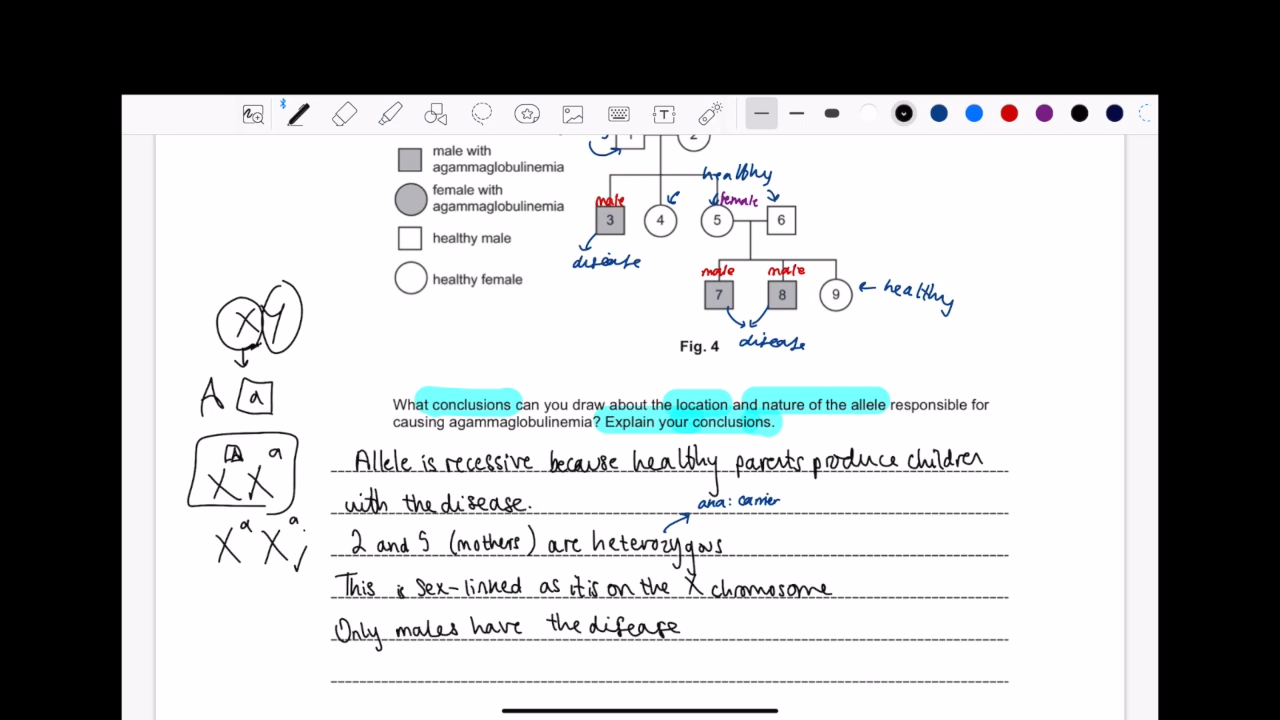 T
1
2
male with
agammaglobulinemia
healthy
female with
agammaglobulinemia
male
female
3
4
5
6
healthy male
disease
healthy female
male
male
7
8
9
healthy
disease
Fig. 4
X Y
A a
A a
X X
a a
X X
What conclusions can you draw about the location and nature of the allele responsible for
causing agammaglobulinemia? Explain your conclusions.
Allele is recessive because healthy parents produce children
with the disease.
aka: carrier
2 and 5 (mothers) are heterozygous
This is sex-linked as it is on the X chromosome
Only males have the disease